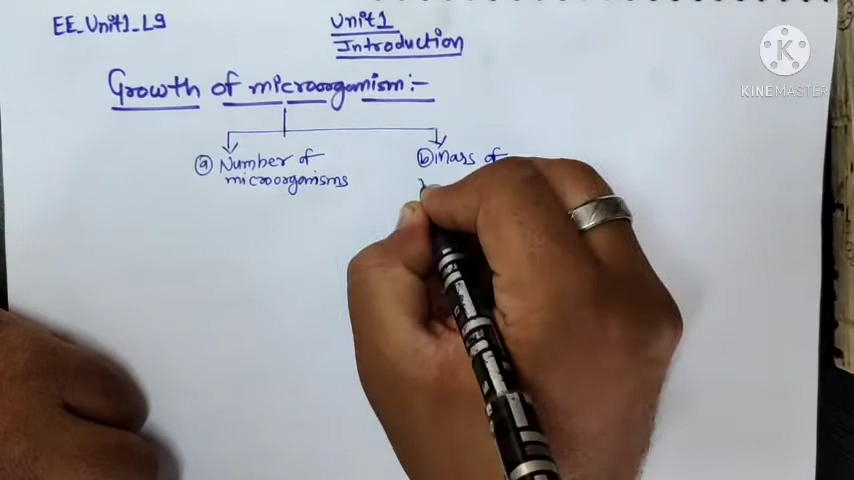 EE_Unit1_L9
Unit1
Introduction
KINEMASTER
Growth of microorganism:-
(a) Number of
microorganisms
(b) Mass of